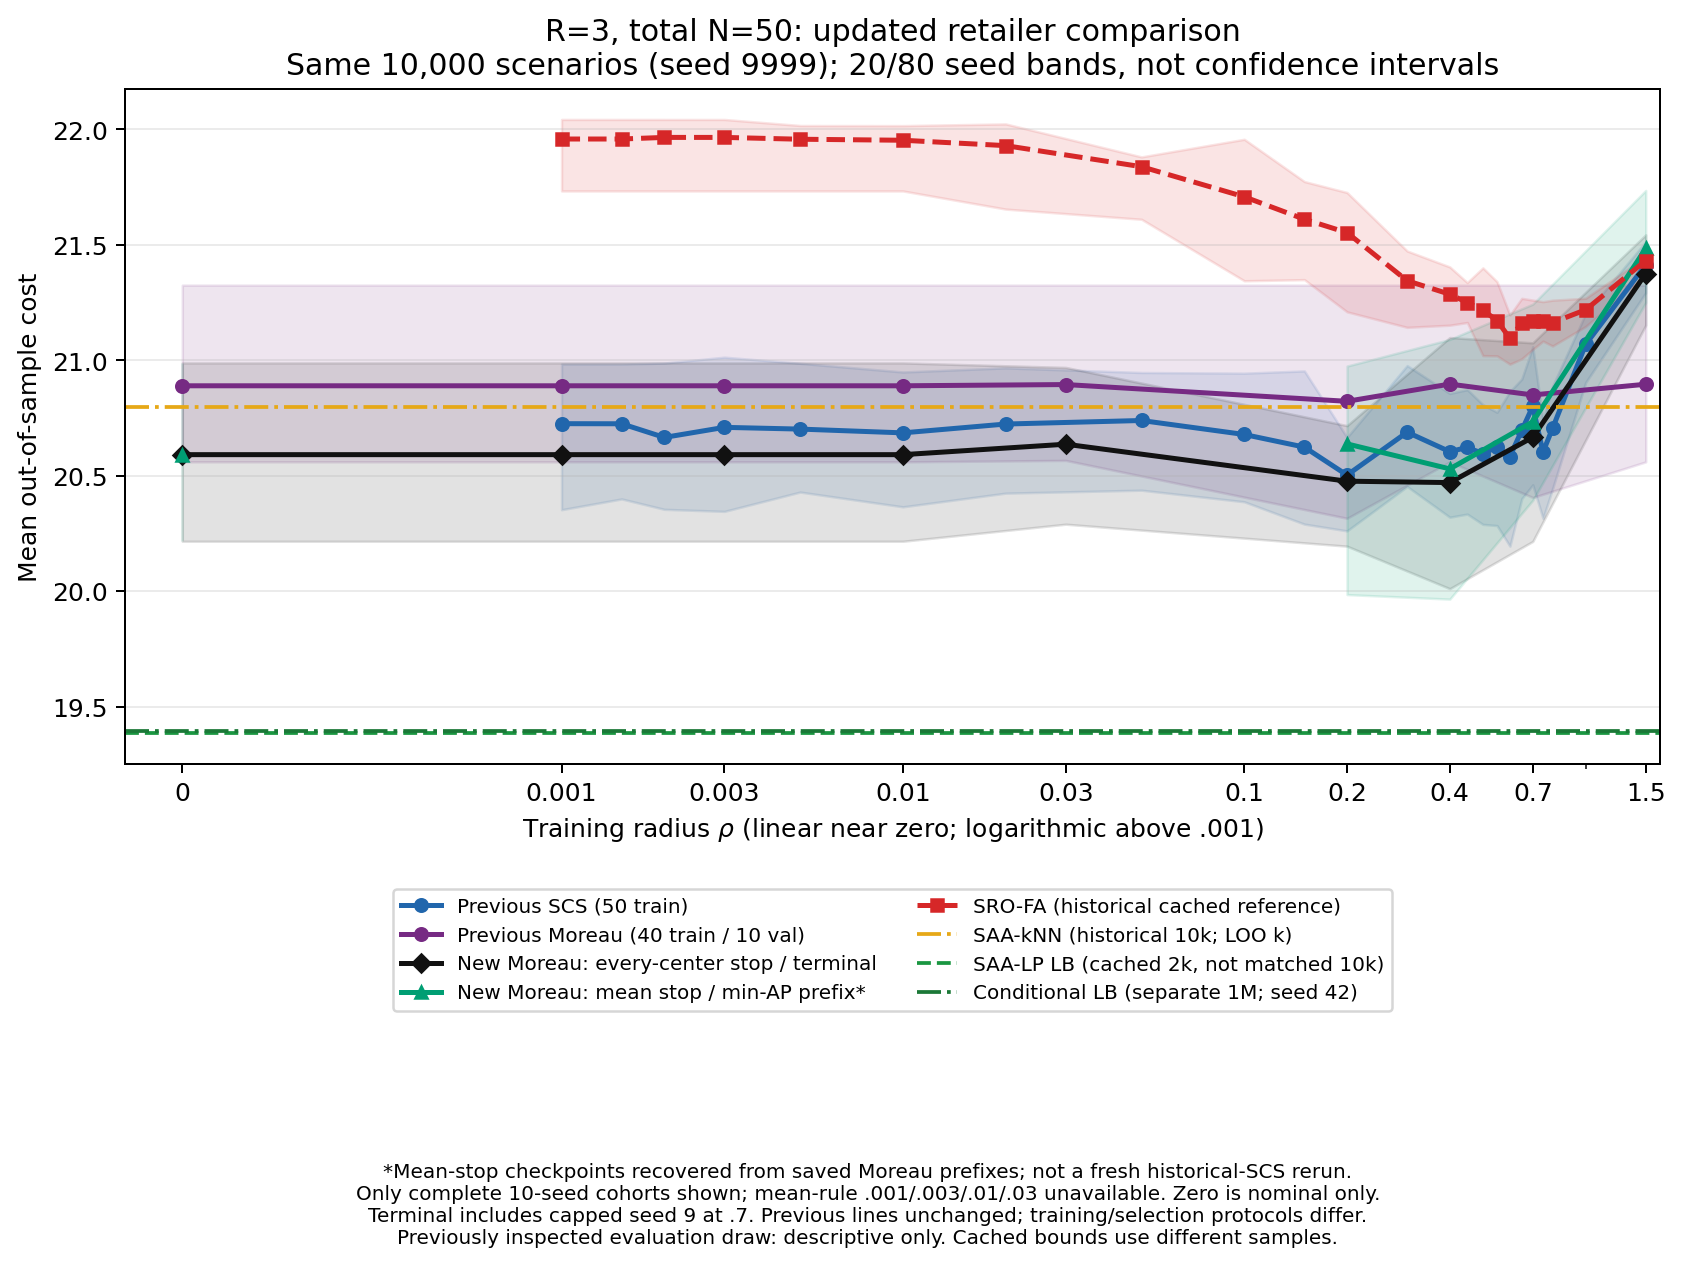 R=3, total N=50: updated retailer comparison
Same 10,000 scenarios (seed 9999); 20/80 seed bands, not confidence intervals
Mean out-of-sample cost
22.0
21.5
21.0
20.5
20.0
19.5
0
0.001
0.003
0.01
0.03
0.1
0.2
0.4
0.7
1.5
Training radius ρ (linear near zero; logarithmic above .001)
Previous SCS (50 train)
Previous Moreau (40 train / 10 val)
New Moreau: every-center stop / terminal
New Moreau: mean stop / min-AP prefix*
SRO-FA (historical cached reference)
SAA-kNN (historical 10k; LOO k)
SAA-LP LB (cached 2k, not matched 10k)
Conditional LB (separate 1M; seed 42)
*Mean-stop checkpoints recovered from saved Moreau prefixes; not a fresh historical-SCS rerun.
Only complete 10-seed cohorts shown; mean-rule .001/.003/.01/.03 unavailable. Zero is nominal only.
Terminal includes capped seed 9 at .7. Previous lines unchanged; training/selection protocols differ.
Previously inspected evaluation draw: descriptive only. Cached bounds use different samples.